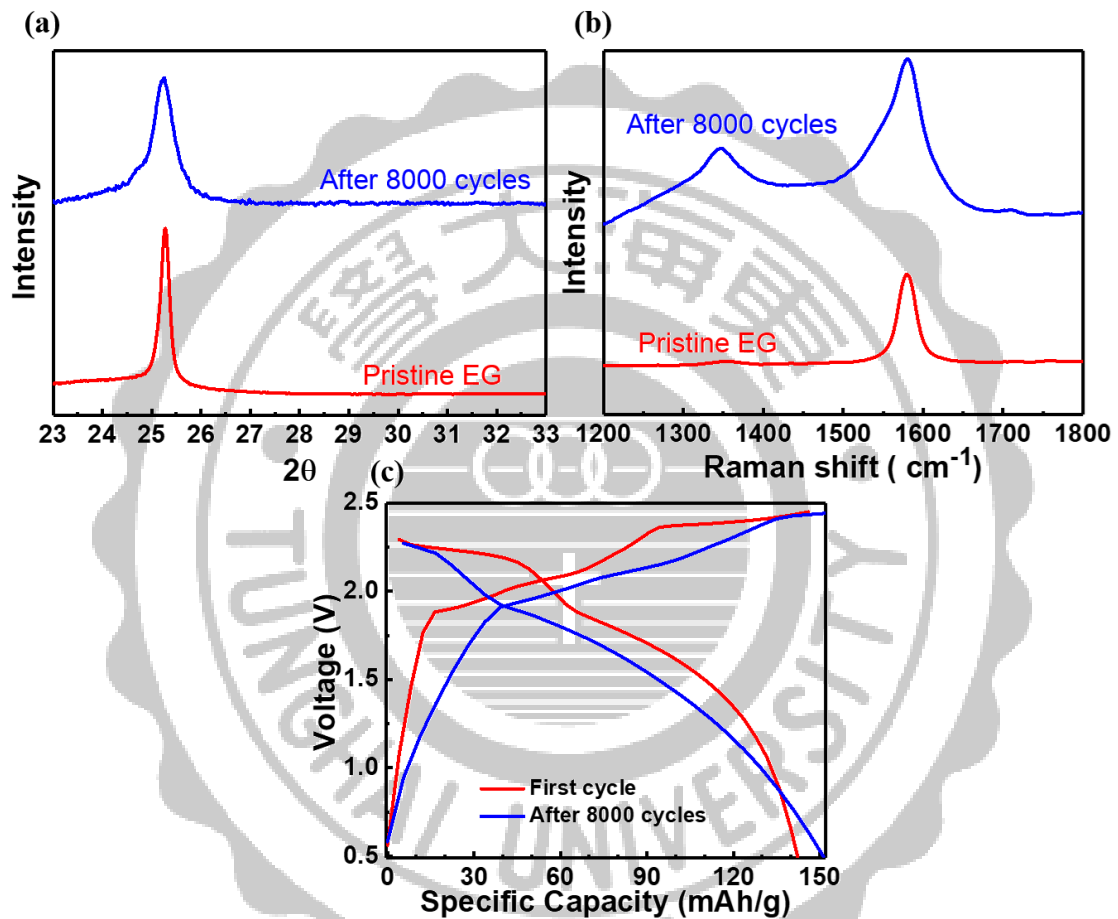 (a)
Intensity
After 8000 cycles
Pristine EG
23 24 25 26 27 28 29 30 31 32 33
2θ
(b)
Intensity
After 8000 cycles
Pristine EG
1200 1300 1400 1500 1600 1700 1800
Raman shift ( cm-1)
(c)
Voltage (V)
2.5
2.0
1.5
1.0
0.5
First cycle
After 8000 cycles
0 30 60 90 120 150
Specific Capacity (mAh/g)
TUNGHAI UNIVERSITY